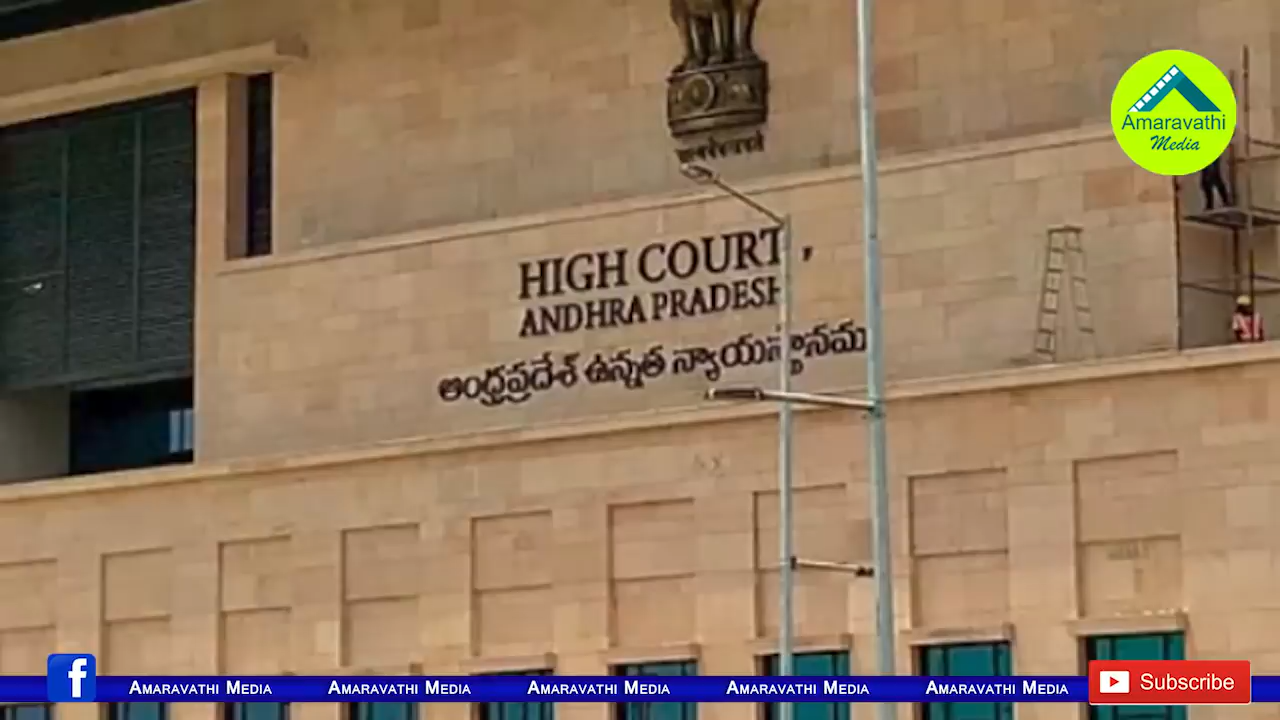 Amaravathi
Media
HIGH COURT,
ANDHRA PRADESH
ఆంధ్రప్రదేశ్ ఉన్నత న్యాయస్థానము
f
AMARAVATHI MEDIA AMARAVATHI MEDIA AMARAVATHI MEDIA AMARAVATHI MEDIA AMARAVATHI MEDIA
Subscribe